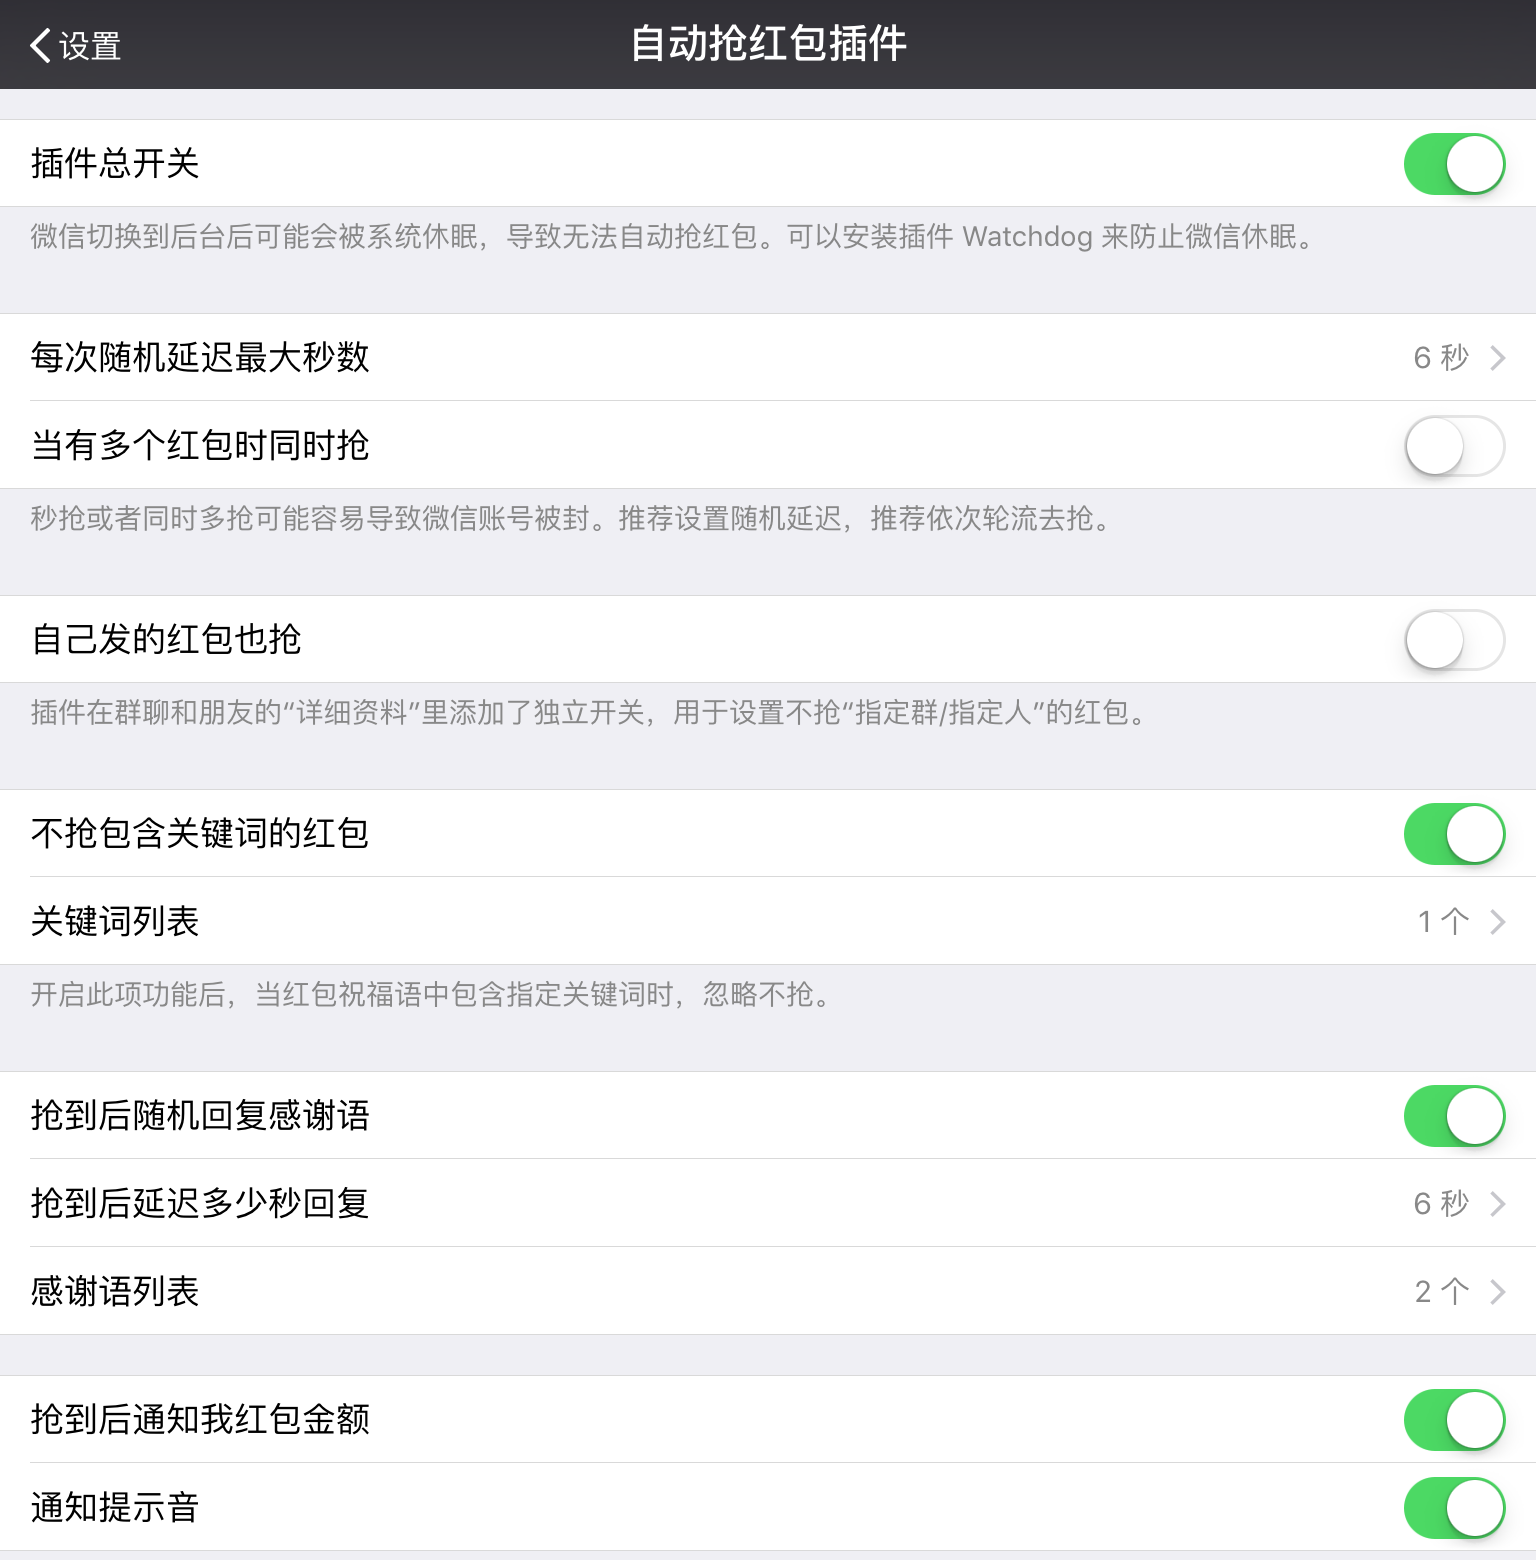 设置
自动抢红包插件
插件总开关
微信切换到后台后可能会被系统休眠，导致无法自动抢红包。可以安装插件 Watchdog 来防止微信休眠。
每次随机延迟最大秒数
6 秒
当有多个红包时同时抢
秒抢或者同时多抢可能容易导致微信账号被封。推荐设置随机延迟，推荐依次轮流去抢。
自己发的红包也抢
插件在群聊和朋友的“详细资料”里添加了独立开关，用于设置不抢“指定群/指定人”的红包。
不抢包含关键词的红包
关键词列表
1 个
开启此项功能后，当红包祝福语中包含指定关键词时，忽略不抢。
抢到后随机回复感谢语
抢到后延迟多少秒回复
6 秒
感谢语列表
2 个
抢到后通知我红包金额
通知提示音